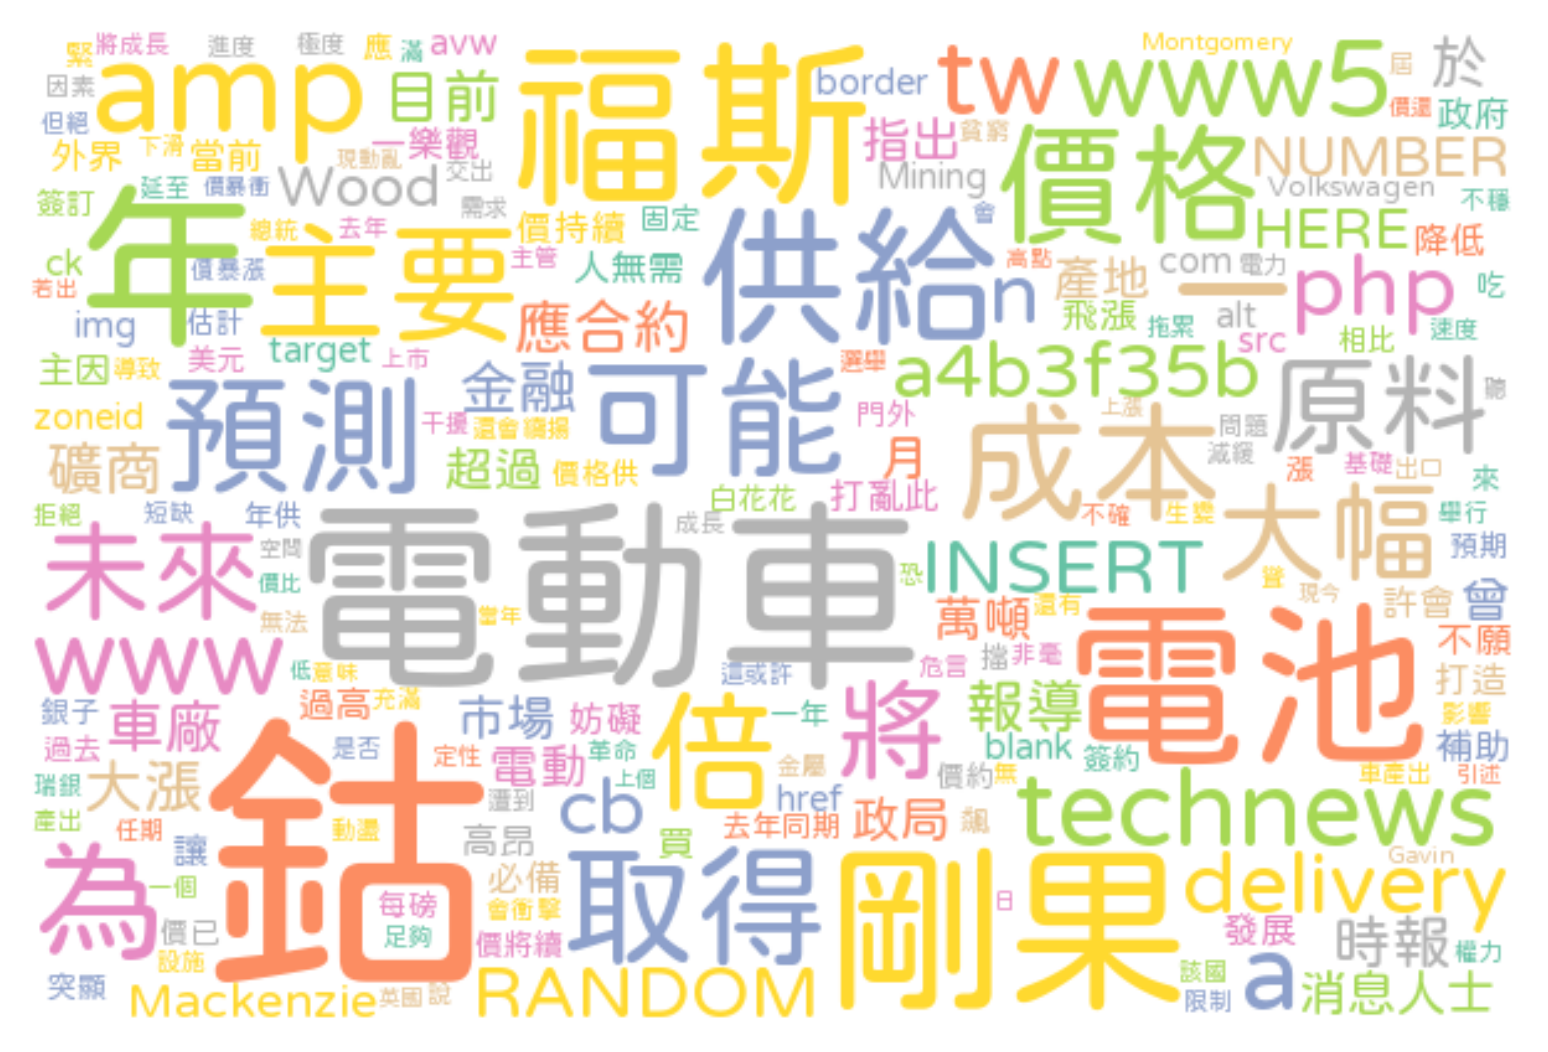 緊 將成長 進度 極度 應 滿 avw Montgomery 屆 於
因素 amp 目前 福斯 border tw www5 價還 政府
但絕 外界 下滑 當前 一樂觀 現動亂 交出 指出 貧窮 價格 NUMBER
簽訂 延至 價暴衝 Wood 需求 Mining Volkswagen 不穩
年 總統 去年 價持續 固定 供給 會 HERE 降低
ck 價暴漲 主要 主管 人無需 高點 產地 com 電力 一 php 吃
若出 img 估計 應合約 n 飛漲 拖累 alt src 相比 速度
主因 導致 美元 target 上市 金融 可能 選舉 a4b3f35b 原料 聽
zoneid 預測 干擾 還會續揚 門外 上漲 成本 問題
礦商 超過 價格供 月 減緩 漲 基礎 出口 來
拒絕 短缺 年供 白花花 打亂此 不確 生變 大幅 舉行
未來 空間 電動車 成長 恐 INSERT 預期
價比 當年 現今 許會 曾
無法 萬噸 還有 電池 不願
www 低 意味 這或許 危言 擋 非毫 打造
銀子 車廠 過高 充滿 市場 妨礙 倍 一年 將 報導 影響
過去 是否 定性 電動 革命 blank 簽約 補助
瑞銀 大漲 鈷 遭到 上個 金屬 價約 無 車產出 引述
產出 任期 動盪 cb href technews
讓 高昂 買 去年同期 政局 飆
為 一個 必備 取得 剛果 Gavin delivery
每磅 會衝擊 日
價已 足夠 價將續 發展 時報 權力
設施 該國
突顯 Mackenzie 英國 說 RANDOM 限制 a 消息人士